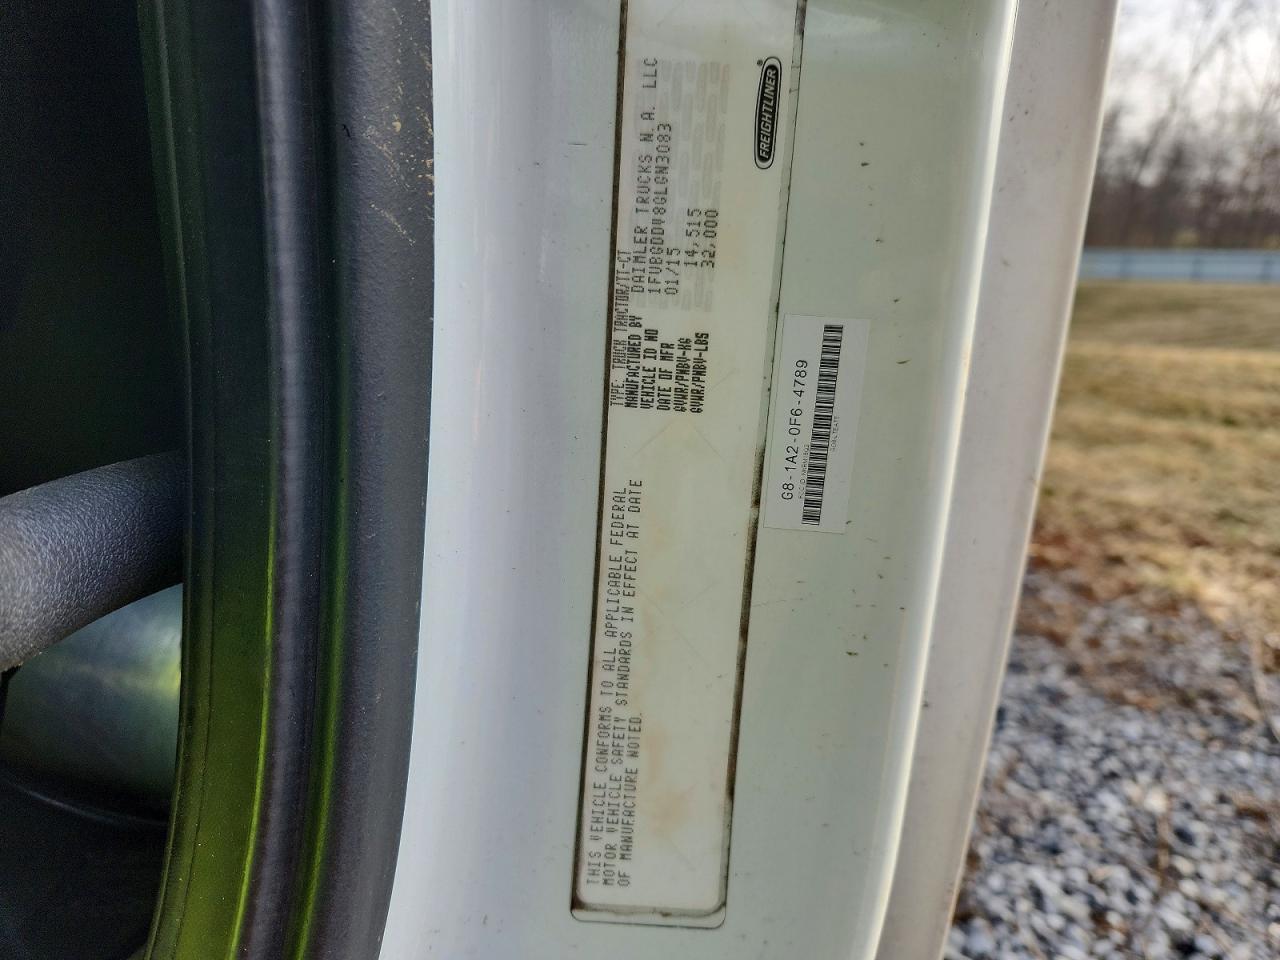 TYPE: TRUCK TRACTOR/TT-CT
MANUFACTURED BY DAIMLER TRUCKS N.A. LLC
VEHICLE ID NO 1FUBGDDV8GLGN3083
DATE OF MFR 01/15
GVWR/PNBV-KG 14,515
GVWR/PNBV-LBS 32,000
FREIGHTLINER
THIS VEHICLE CONFORMS TO ALL APPLICABLE FEDERAL
MOTOR VEHICLE SAFETY STANDARDS IN EFFECT AT DATE
OF MANUFACTURE NOTED.
G8-1A2-0F6-4789